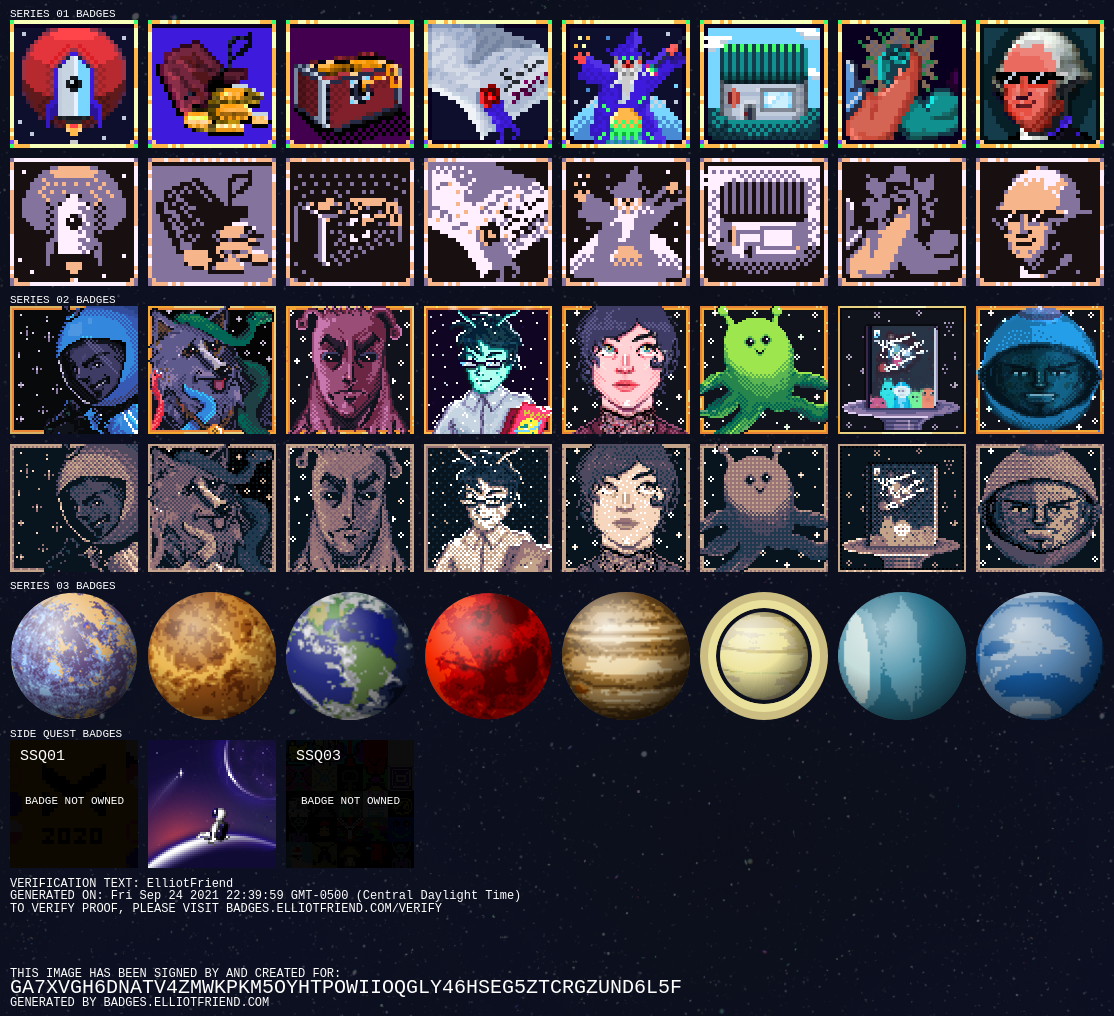 SERIES 01 BADGES
SERIES 02 BADGES
SERIES 03 BADGES
SIDE QUEST BADGES
SSQ01
SSQ03
BADGE NOT OWNED
BADGE NOT OWNED
2020
VERIFICATION TEXT: ElliotFriend
GENERATED ON: Fri Sep 24 2021 22:39:59 GMT-0500 (Central Daylight Time)
TO VERIFY PROOF, PLEASE VISIT BADGES.ELLIOTFRIEND.COM/VERIFY
THIS IMAGE HAS BEEN SIGNED BY AND CREATED FOR:
GA7XVGH6DNATV4ZMWKPKM5OYHTPOWIIOQGLY46HSEG5ZTCRGZUND6L5F
GENERATED BY BADGES.ELLIOTFRIEND.COM